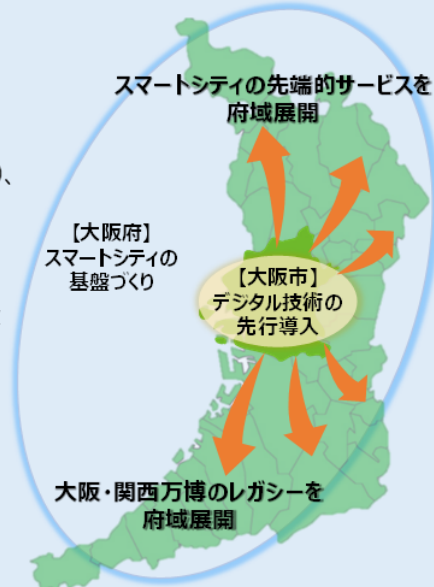 スマートシティの先端的サービスを
府域展開
、
【大阪府】
スマートシティの
基盤づくり
【大阪市】
デジタル技術の
先行導入
大阪・関西万博のレガシーを
府域展開